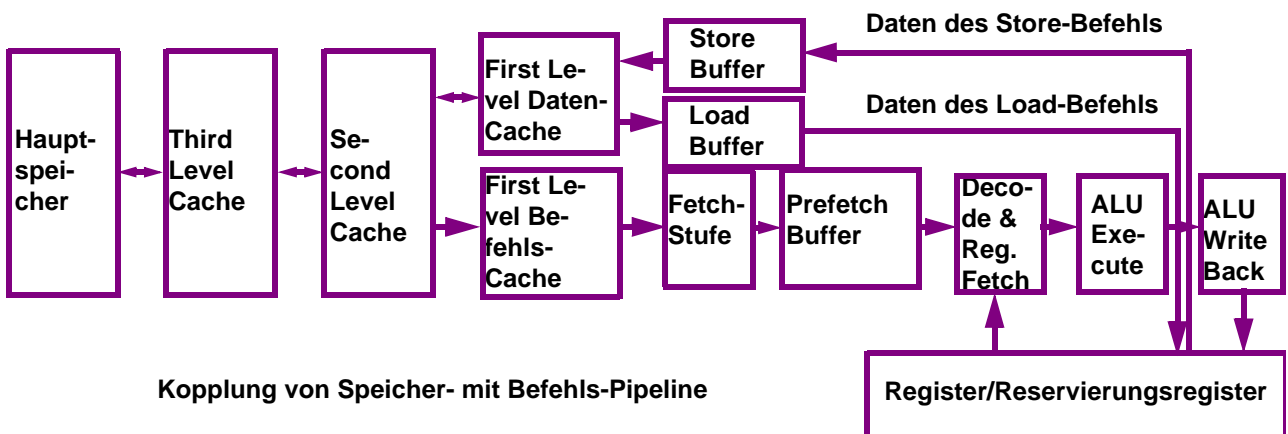 Daten des Store-Befehls
Store
Buffer
First Le-
vel Daten-
Cache
Daten des Load-Befehls
Load
Buffer
Haupt-
spei-
cher
Third
Level
Cache
Se-
cond
Level
Cache
First Le-
vel Be-
fehls-
Cache
Fetch-
Stufe
Prefetch
Buffer
Deco-
de &
Reg.
Fetch
ALU
Exe-
cute
ALU
Write
Back
Kopplung von Speicher- mit Befehls-Pipeline
Register/Reservierungsregister